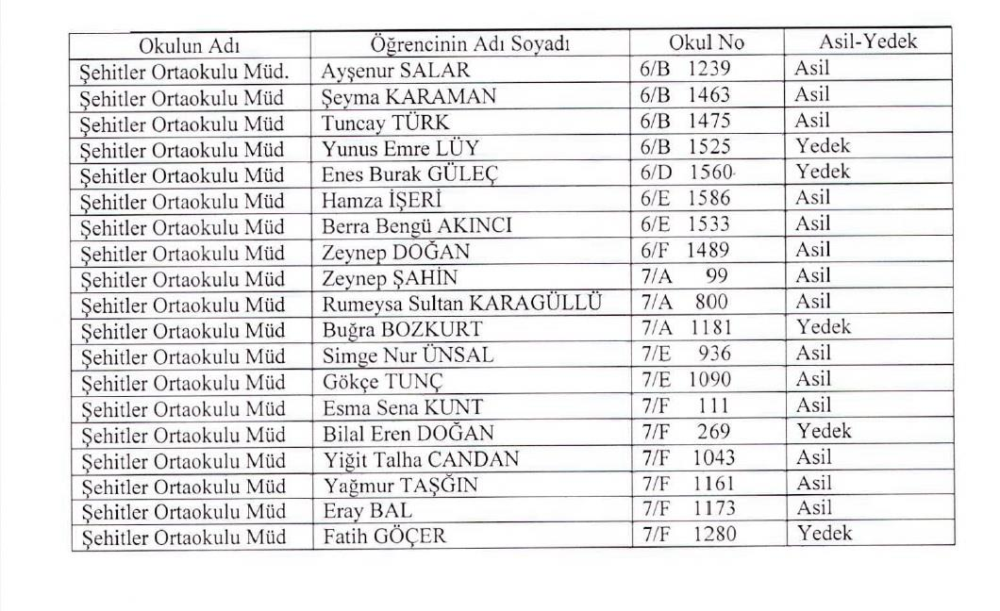 Okulun Adı Öğrencinin Adı Soyadı Okul No Asil-Yedek
Şehitler Ortaokulu Müd. Ayşenur SALAR 6/B 1239 Asil
Şehitler Ortaokulu Müd Şeyma KARAMAN 6/B 1463 Asil
Şehitler Ortaokulu Müd Tuncay TÜRK 6/B 1475 Asil
Şehitler Ortaokulu Müd Yunus Emre LÜY 6/B 1525 Yedek
Şehitler Ortaokulu Müd Enes Burak GÜLEÇ 6/D 1560 Yedek
Şehitler Ortaokulu Müd Hamza İŞERİ 6/E 1586 Asil
Şehitler Ortaokulu Müd Berra Bengü AKINCI 6/E 1533 Asil
Şehitler Ortaokulu Müd Zeynep DOĞAN 6/F 1489 Asil
Şehitler Ortaokulu Müd Zeynep ŞAHİN 7/A 99 Asil
Şehitler Ortaokulu Müd Rumeysa Sultan KARAGÜLLÜ 7/A 800 Asil
Şehitler Ortaokulu Müd Buğra BOZKURT 7/A 1181 Yedek
Şehitler Ortaokulu Müd Simge Nur ÜNSAL 7/E 936 Asil
Şehitler Ortaokulu Müd Gökçe TUNÇ 7/E 1090 Asil
Şehitler Ortaokulu Müd Esma Sena KUNT 7/F 111 Asil
Şehitler Ortaokulu Müd Bilal Eren DOĞAN 7/F 269 Yedek
Şehitler Ortaokulu Müd Yiğit Talha CANDAN 7/F 1043 Asil
Şehitler Ortaokulu Müd Yağmur TAŞĞIN 7/F 1161 Asil
Şehitler Ortaokulu Müd Eray BAL 7/F 1173 Asil
Şehitler Ortaokulu Müd Fatih GÖÇER 7/F 1280 Yedek